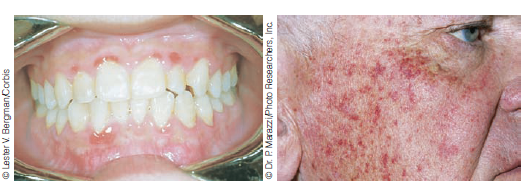 © Lester V. Bergman/Corbis
© Dr. P. Marazzi/Photo Researchers, Inc.